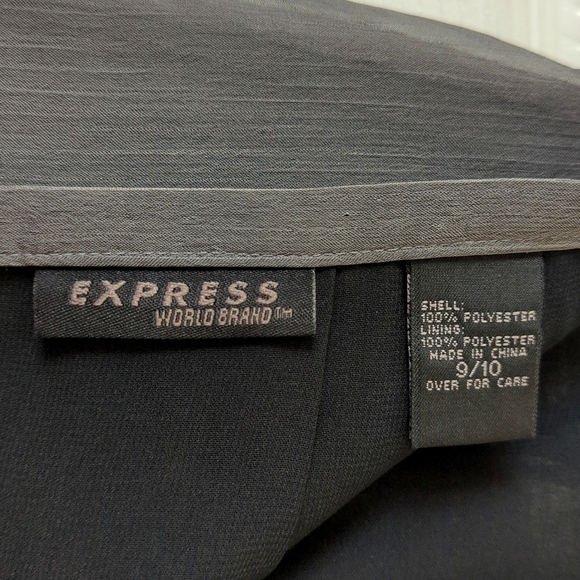 EXPRESS
WORLD BRAND™
SHELL:
100% POLYESTER
LINING:
100% POLYESTER
MADE IN CHINA
9/10
OVER FOR CARE